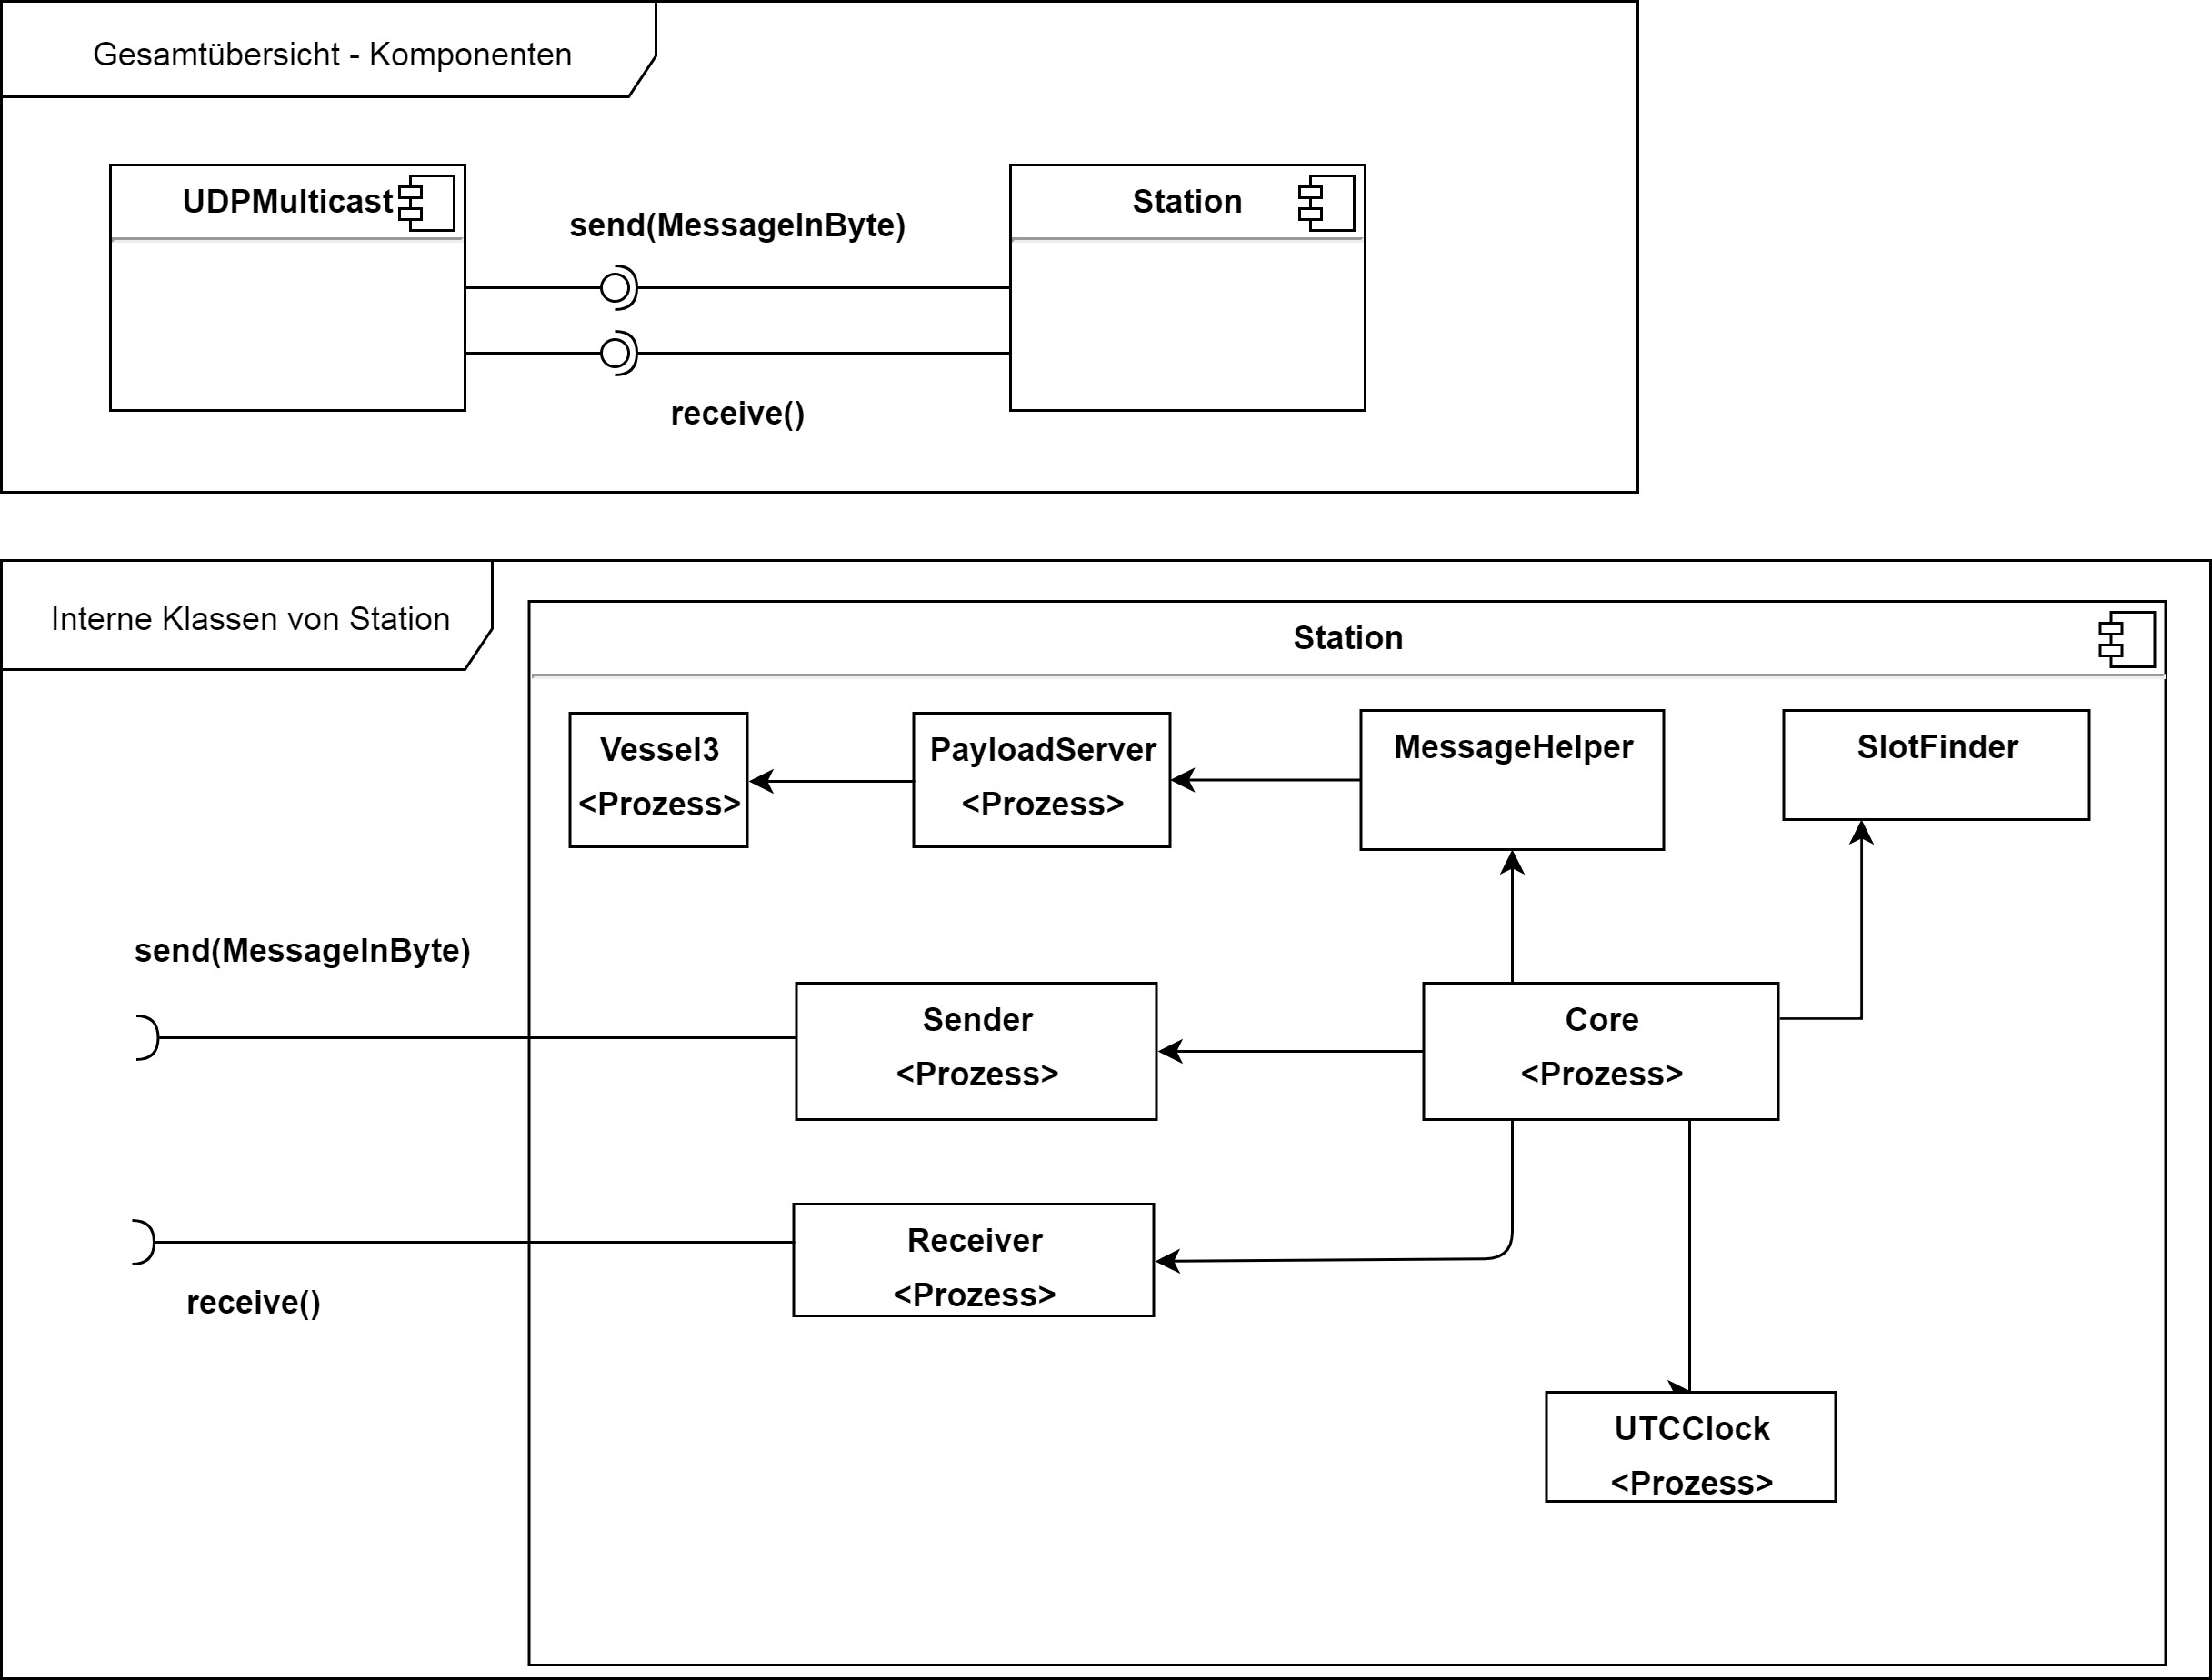 Gesamtübersicht - Komponenten
UDPMulticast
Station
send(MessageInByte)
receive()
Interne Klassen von Station
Station
Vessel3
<Prozess>
PayloadServer
<Prozess>
MessageHelper
SlotFinder
send(MessageInByte)
Sender
<Prozess>
Core
<Prozess>
Receiver
<Prozess>
receive()
UTCClock
<Prozess>